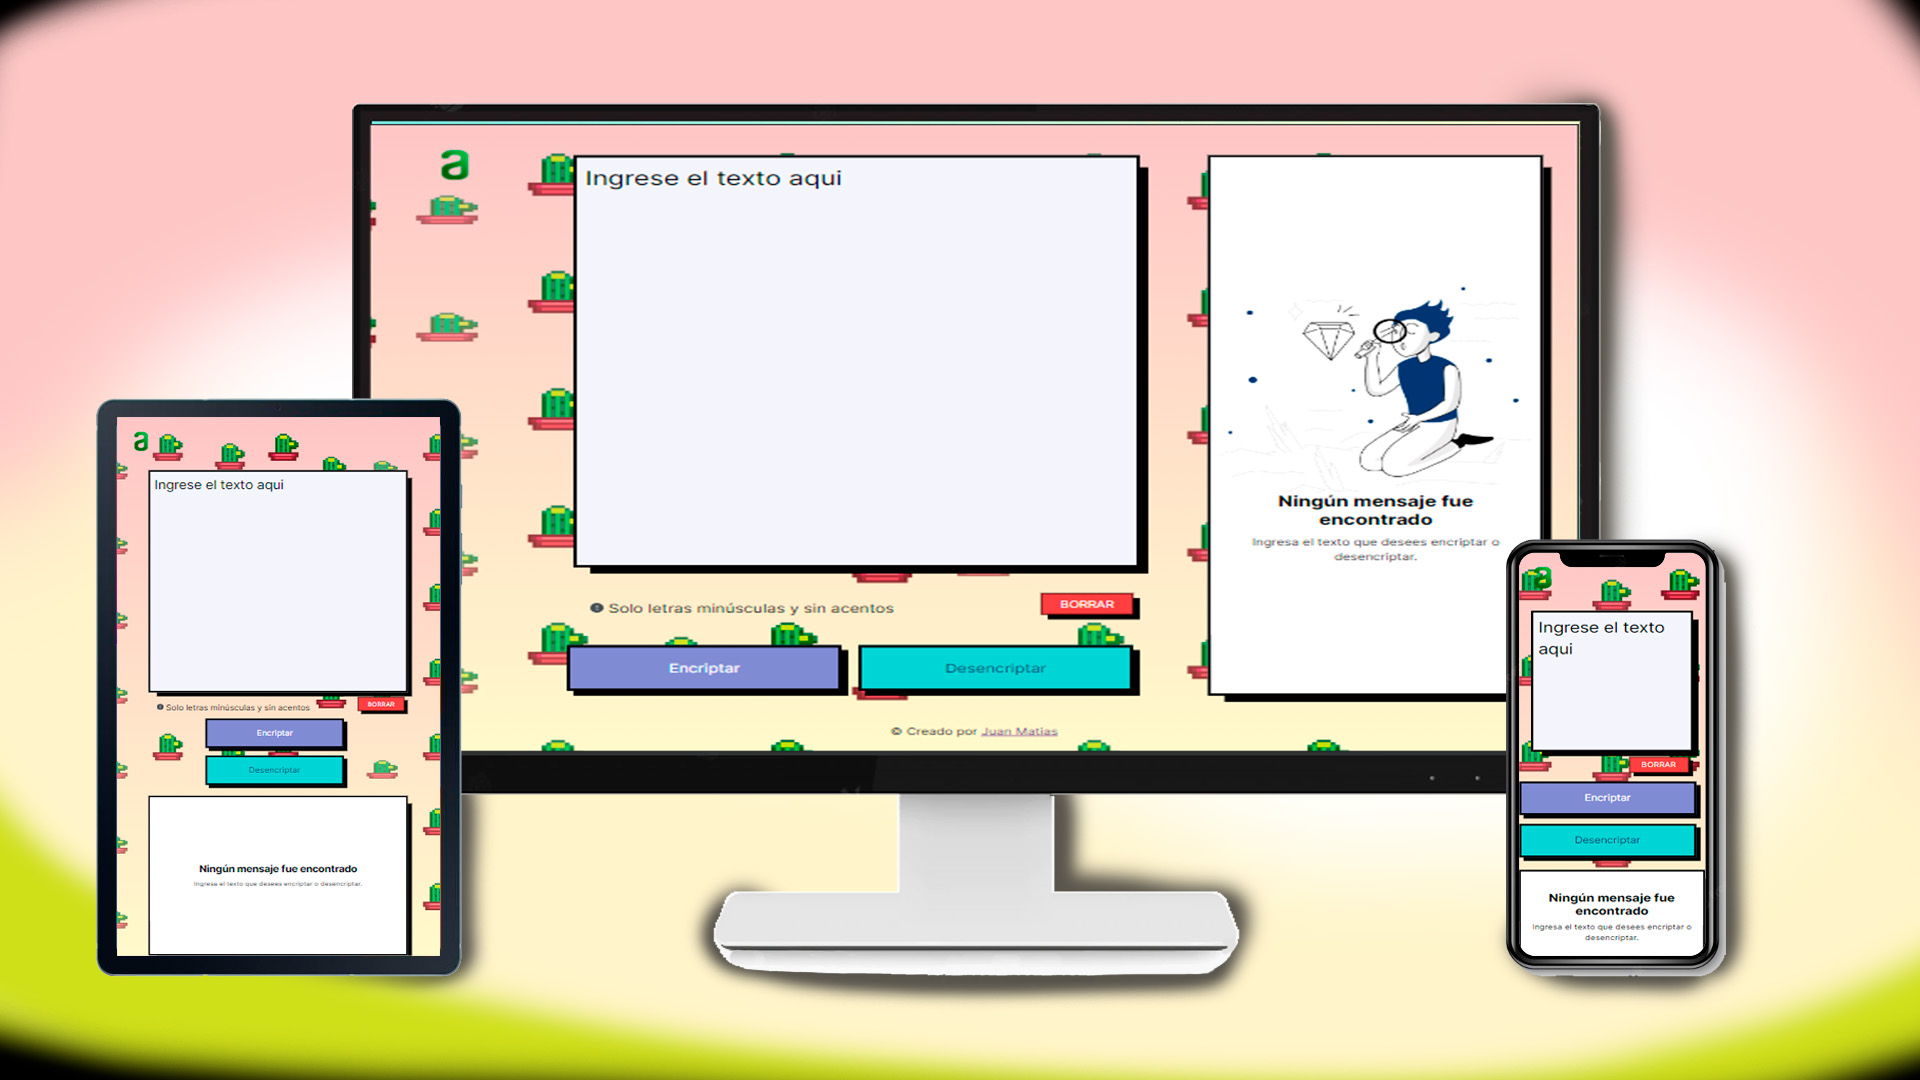 a
Ingrese el texto aqui
Ningún mensaje fue
encontrado
Ingresa el texto que desees encriptar o
desencriptar.
Solo letras minúsculas y sin acentos
BORRAR
Encriptar
Desencriptar
© Creado por Juan Matias
a
Ingrese el texto aqui
Solo letras minúsculas y sin acentos
BORRAR
Encriptar
Desencriptar
Ningún mensaje fue encontrado
Ingrese el texto que desees encriptar o desencriptar.
a
Ingrese el texto
aqui
BORRAR
Encriptar
Desencriptar
Ningún mensaje fue
encontrado
Ingresa el texto que desees encriptar o
desencriptar.